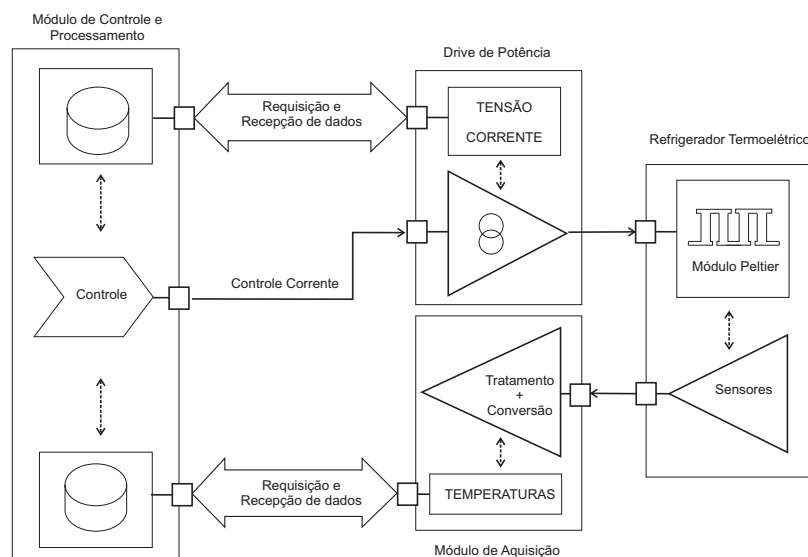 Módulo de Controle e
Processamento
Drive de Potência
Requisição e
Recepção de dados
TENSÃO
CORRENTE
Refrigerador Termoelétrico
Módulo Peltier
Controle
Controle Corrente
Tratamento
+
Conversão
Sensores
Requisição e
Recepção de dados
TEMPERATURAS
Módulo de Aquisição